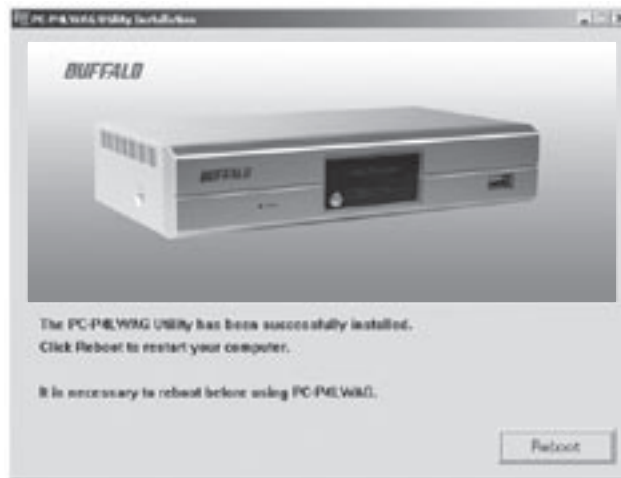 PC-P4LWAG Utility Installation
BUFFALO
BUFFALO
The PC-P4LWAG Utility has been successfully installed.
Click Reboot to restart your computer.
It is necessary to reboot before using PC-P4LWAG.
Reboot